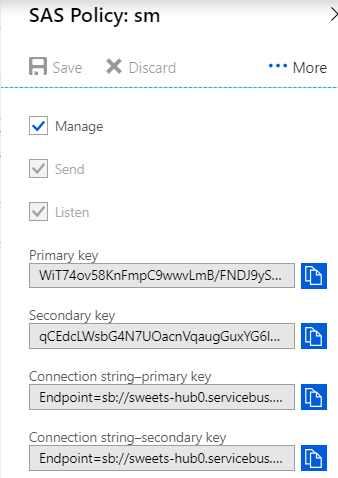 SAS Policy: sm
Save Discard More
Manage
Send
Listen
Primary key
WiT74ov58KnFmpC9wwvLmB/FNDJ9yS...
Secondary key
qCEdcLWsbG4N7UOacnVqaugGuxYG6I...
Connection string–primary key
Endpoint=sb://sweets-hub0.servicebus....
Connection string–secondary key
Endpoint=sb://sweets-hub0.servicebus....